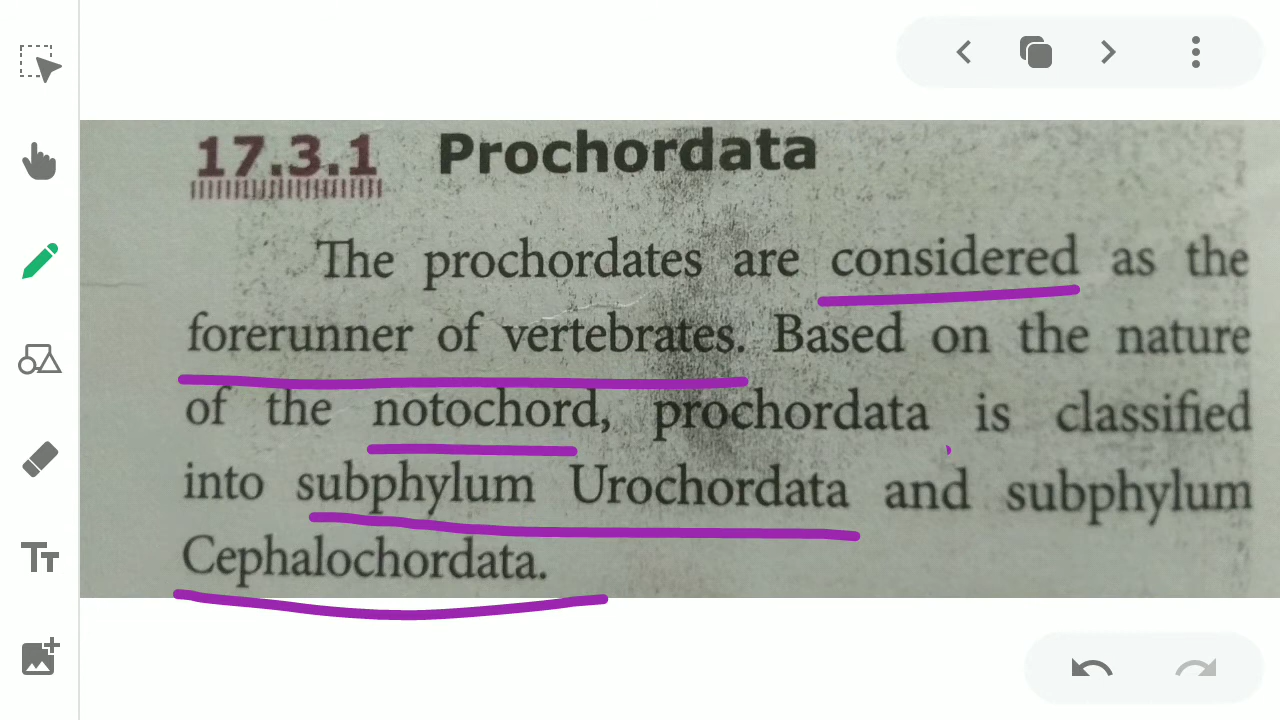 17.3.1 Prochordata
The prochordates are considered as the
forerunner of vertebrates. Based on the nature
of the notochord, prochordata is classified
into subphylum Urochordata and subphylum
Cephalochordata.
Tт